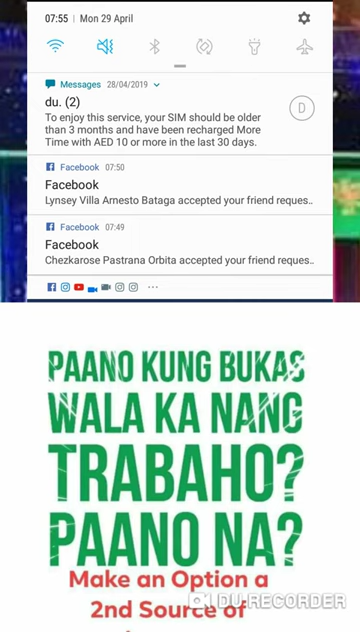 07:55 | Mon 29 April
Messages 28/04/2019
du. (2)
To enjoy this service, your SIM should be older
than 3 months and have been recharged More
Time with AED 10 or more in the last 30 days.
D
Facebook 07:50
Facebook
Lynsey Villa Arnesto Bataga accepted your friend reques..
Facebook 07:49
Facebook
Chezkarose Pastrana Orbita accepted your friend reques..
PAANO KUNG BUKAS
WALA KA NANG
TRABAHO?
PAANO NA?
Make an Option a
2nd Source of
DU RECORDER